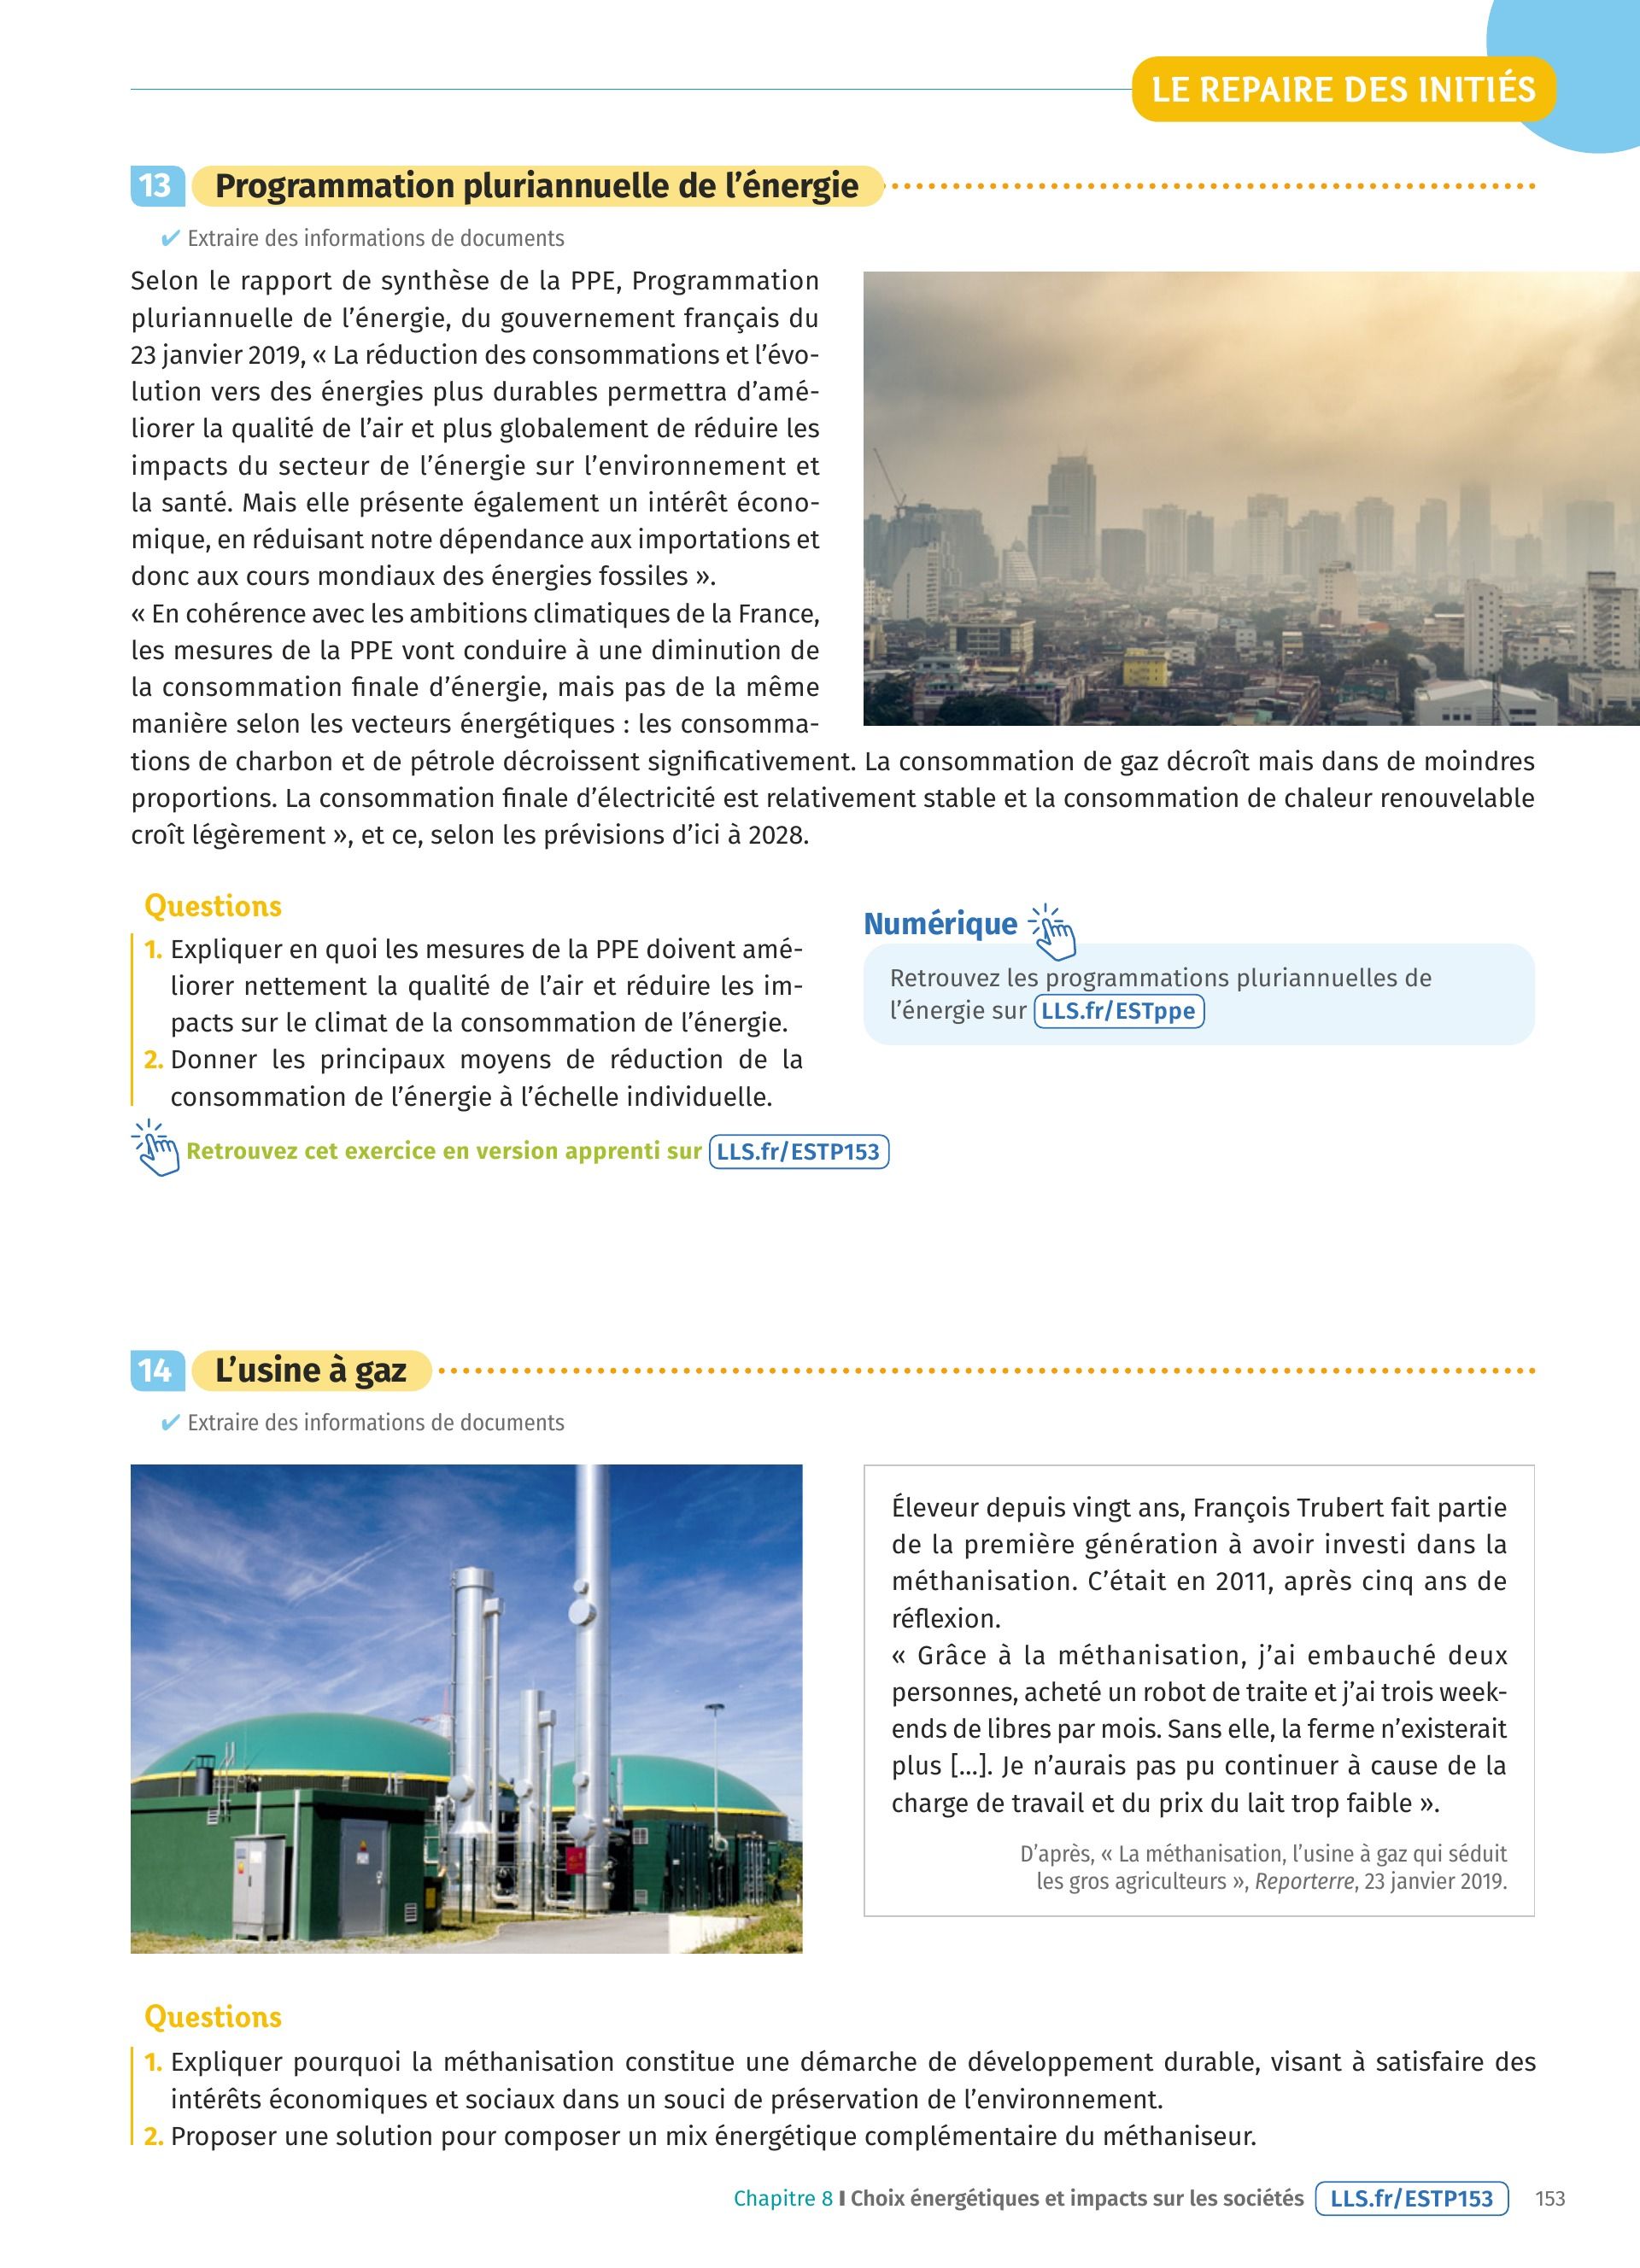 LE REPAIRE DES INITIÉS
13 Programmation pluriannuelle de l’énergie
✔ Extraire des informations de documents
Selon le rapport de synthèse de la PPE, Programmation
pluriannuelle de l’énergie, du gouvernement français du
23 janvier 2019, « La réduction des consommations et l’évo-
lution vers des énergies plus durables permettra d’amé-
liorer la qualité de l’air et plus globalement de réduire les
impacts du secteur de l’énergie sur l’environnement et
la santé. Mais elle présente également un intérêt écono-
mique, en réduisant notre dépendance aux importations et
donc aux cours mondiaux des énergies fossiles ».
« En cohérence avec les ambitions climatiques de la France,
les mesures de la PPE vont conduire à une diminution de
la consommation finale d’énergie, mais pas de la même
manière selon les vecteurs énergétiques : les consomma-
tions de charbon et de pétrole décroissent significativement. La consommation de gaz décroît mais dans de moindres
proportions. La consommation finale d’électricité est relativement stable et la consommation de chaleur renouvelable
croît légèrement », et ce, selon les prévisions d’ici à 2028.
Questions
1. Expliquer en quoi les mesures de la PPE doivent amé-
liorer nettement la qualité de l’air et réduire les im-
pacts sur le climat de la consommation de l’énergie.
2. Donner les principaux moyens de réduction de la
consommation de l’énergie à l’échelle individuelle.
Retrouvez cet exercice en version apprenti sur LLS.fr/ESTP153
Numérique
Retrouvez les programmations pluriannuelles de
l’énergie sur LLS.fr/ESTppe
14 L’usine à gaz
✔ Extraire des informations de documents
Éleveur depuis vingt ans, François Trubert fait partie
de la première génération à avoir investi dans la
méthanisation. C’était en 2011, après cinq ans de
réflexion.
« Grâce à la méthanisation, j’ai embauché deux
personnes, acheté un robot de traite et j’ai trois week-
ends de libres par mois. Sans elle, la ferme n’existerait
plus [...]. Je n’aurais pas pu continuer à cause de la
charge de travail et du prix du lait trop faible ».
D’après, « La méthanisation, l’usine à gaz qui séduit
les gros agriculteurs », Reporterre, 23 janvier 2019.
Questions
1. Expliquer pourquoi la méthanisation constitue une démarche de développement durable, visant à satisfaire des
intérêts économiques et sociaux dans un souci de préservation de l’environnement.
2. Proposer une solution pour composer un mix énergétique complémentaire du méthaniseur.
Chapitre 8 I Choix énergétiques et impacts sur les sociétés LLS.fr/ESTP153 153